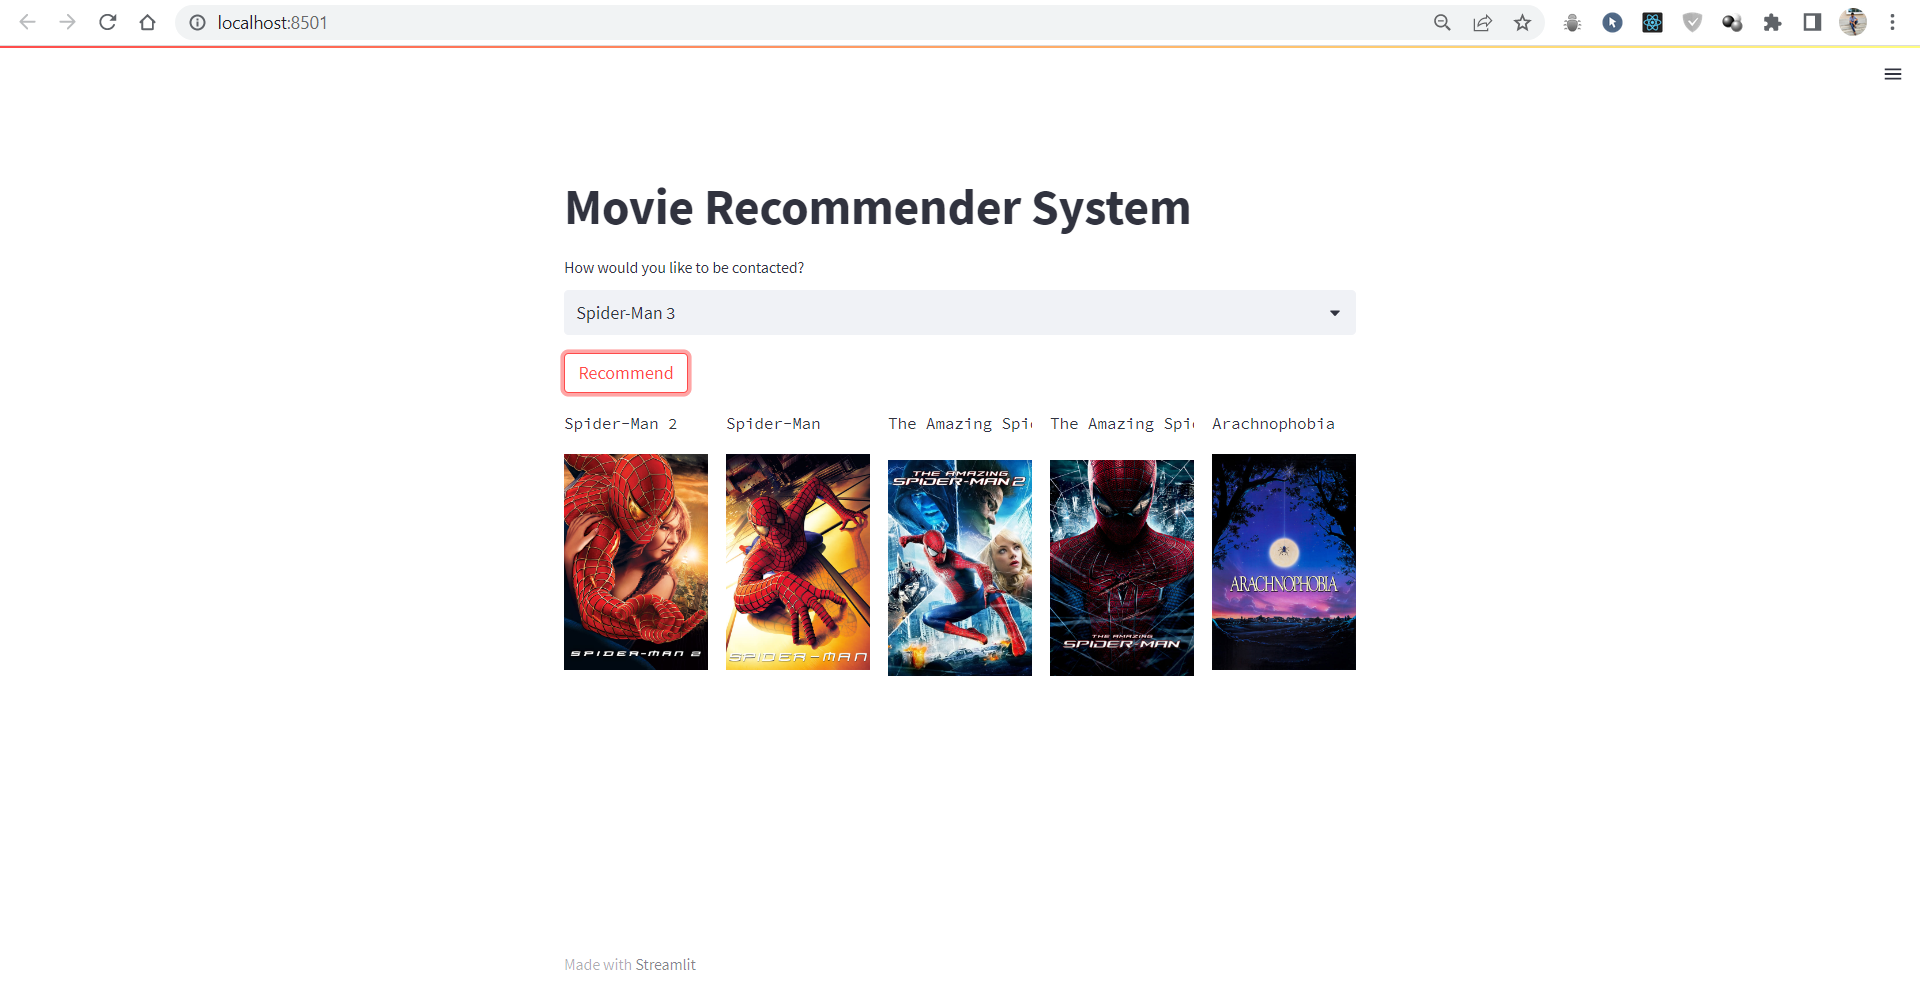 localhost:8501
Movie Recommender System
How would you like to be contacted?
Spider-Man 3
Recommend
Spider-Man 2
Spider-Man
The Amazing Spi
The Amazing Spi
Arachnophobia
SPIDER-MAN 2
SPIDER-MAN
THE AMAZING
SPIDER-MAN 2
THE AMAZING
SPIDER-MAN
ARACHNOPHOBIA
Made with Streamlit